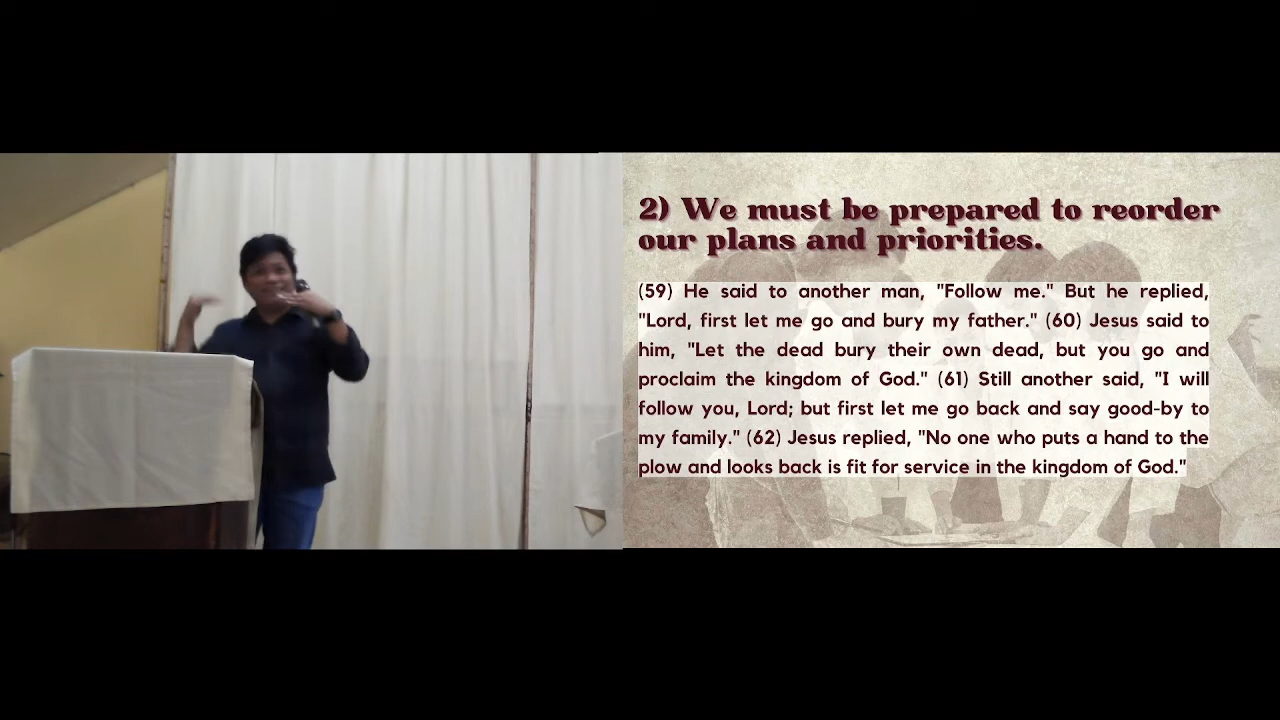 2) We must be prepared to reorder
our plans and priorities.
(59) He said to another man, "Follow me." But he replied,
"Lord, first let me go and bury my father." (60) Jesus said to
him, "Let the dead bury their own dead, but you go and
proclaim the kingdom of God." (61) Still another said, "I will
follow you, Lord; but first let me go back and say good-by to
my family." (62) Jesus replied, "No one who puts a hand to the
plow and looks back is fit for service in the kingdom of God."